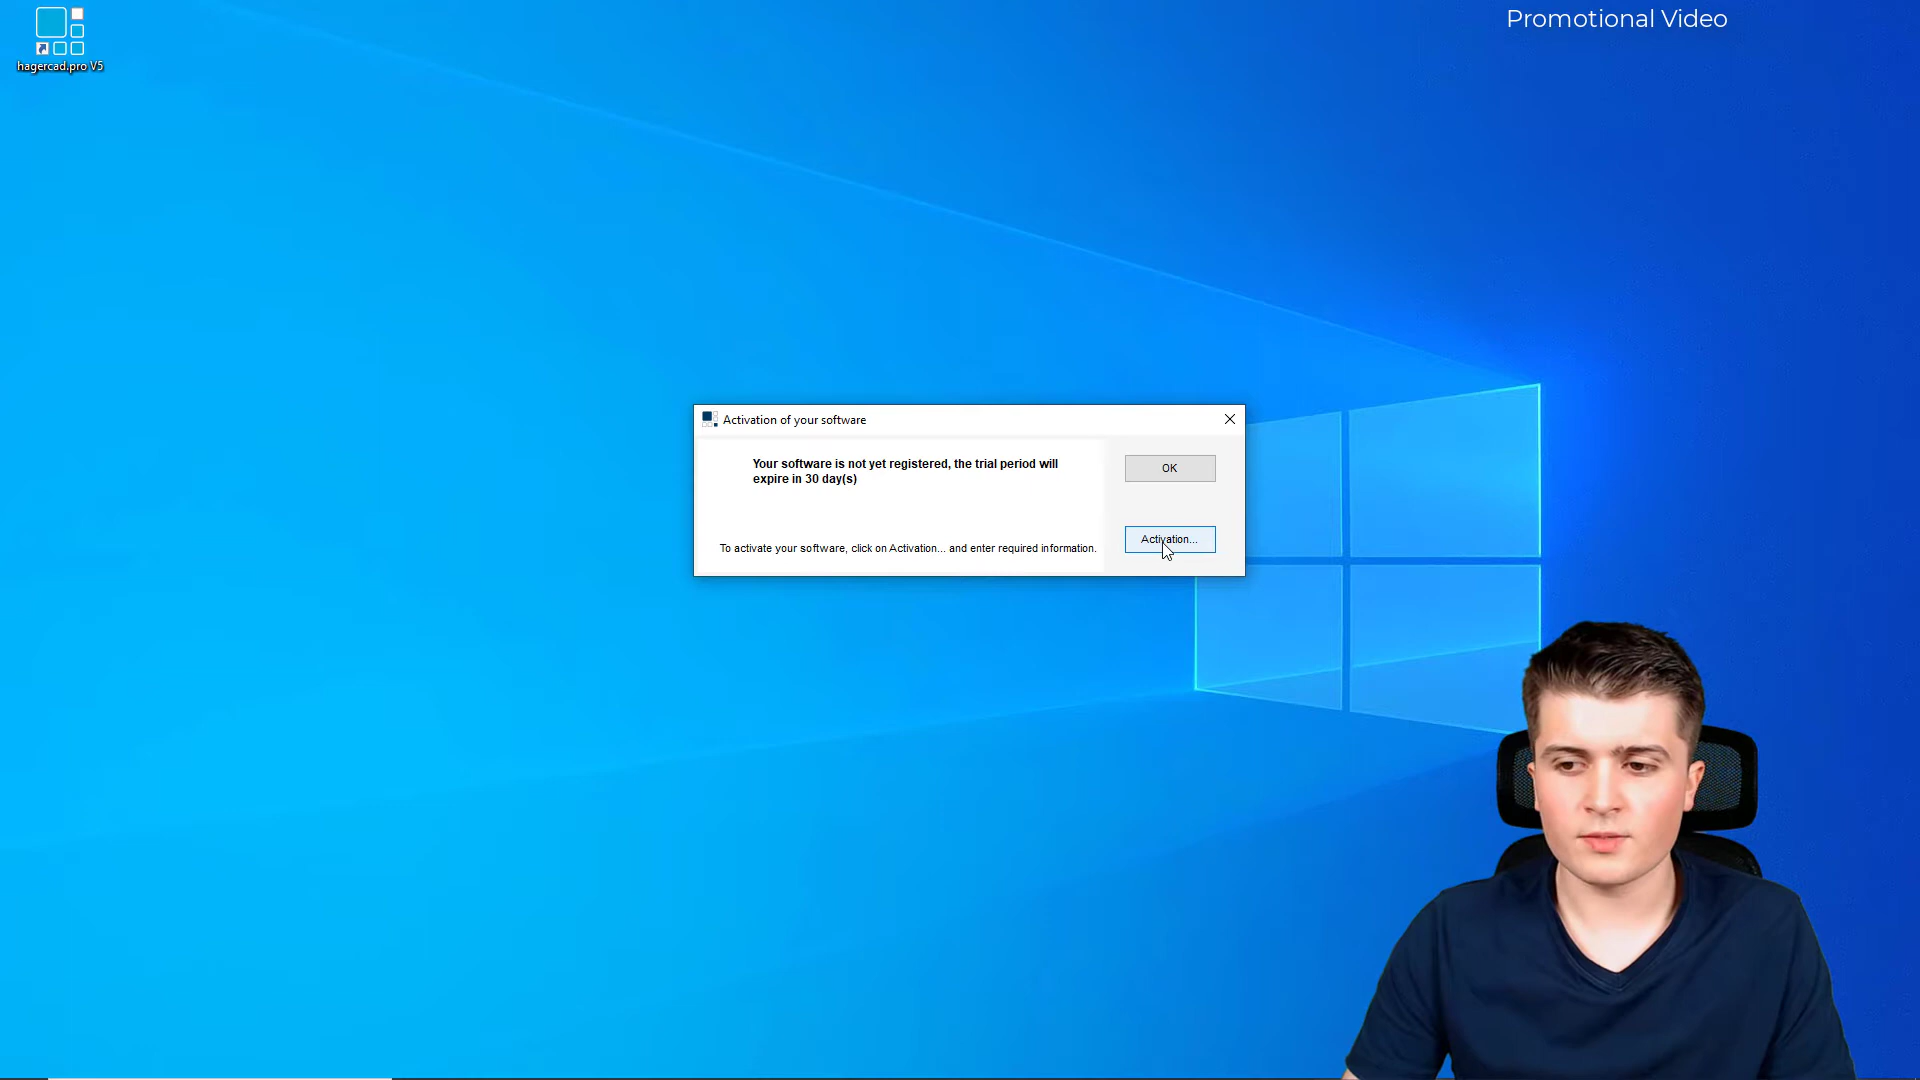 Promotional Video
hagercad.pro V5
Activation of your software
Your software is not yet registered, the trial period will
expire in 30 day(s)
OK
To activate your software, click on Activation... and enter required information.
Activation...